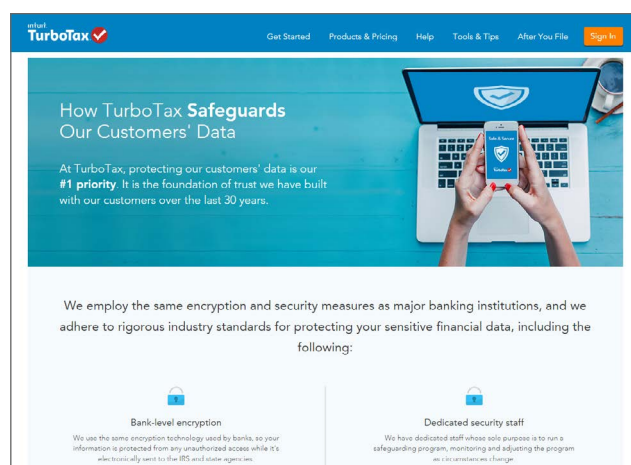 intuit
TurboTax
Get Started Products & Pricing Help Tools & Tips After You File Sign In
How TurboTax Safeguards
Our Customers' Data
At TurboTax, protecting our customers' data is our
#1 priority. It is the foundation of trust we have built
with our customers over the last 30 years.
Safe & Secure
TurboTax
We employ the same encryption and security measures as major banking institutions, and we
adhere to rigorous industry standards for protecting your sensitive financial data, including the
following:
Bank-level encryption
We use the same encryption technology used by banks, so your
information is protected from any unauthorized access while it's
electronically sent to the IRS and state agencies
Dedicated security
staff
We have dedicated staff whose sole purpose is to run a
safeguarding program, monitoring and adjusting the program
as circumstances change